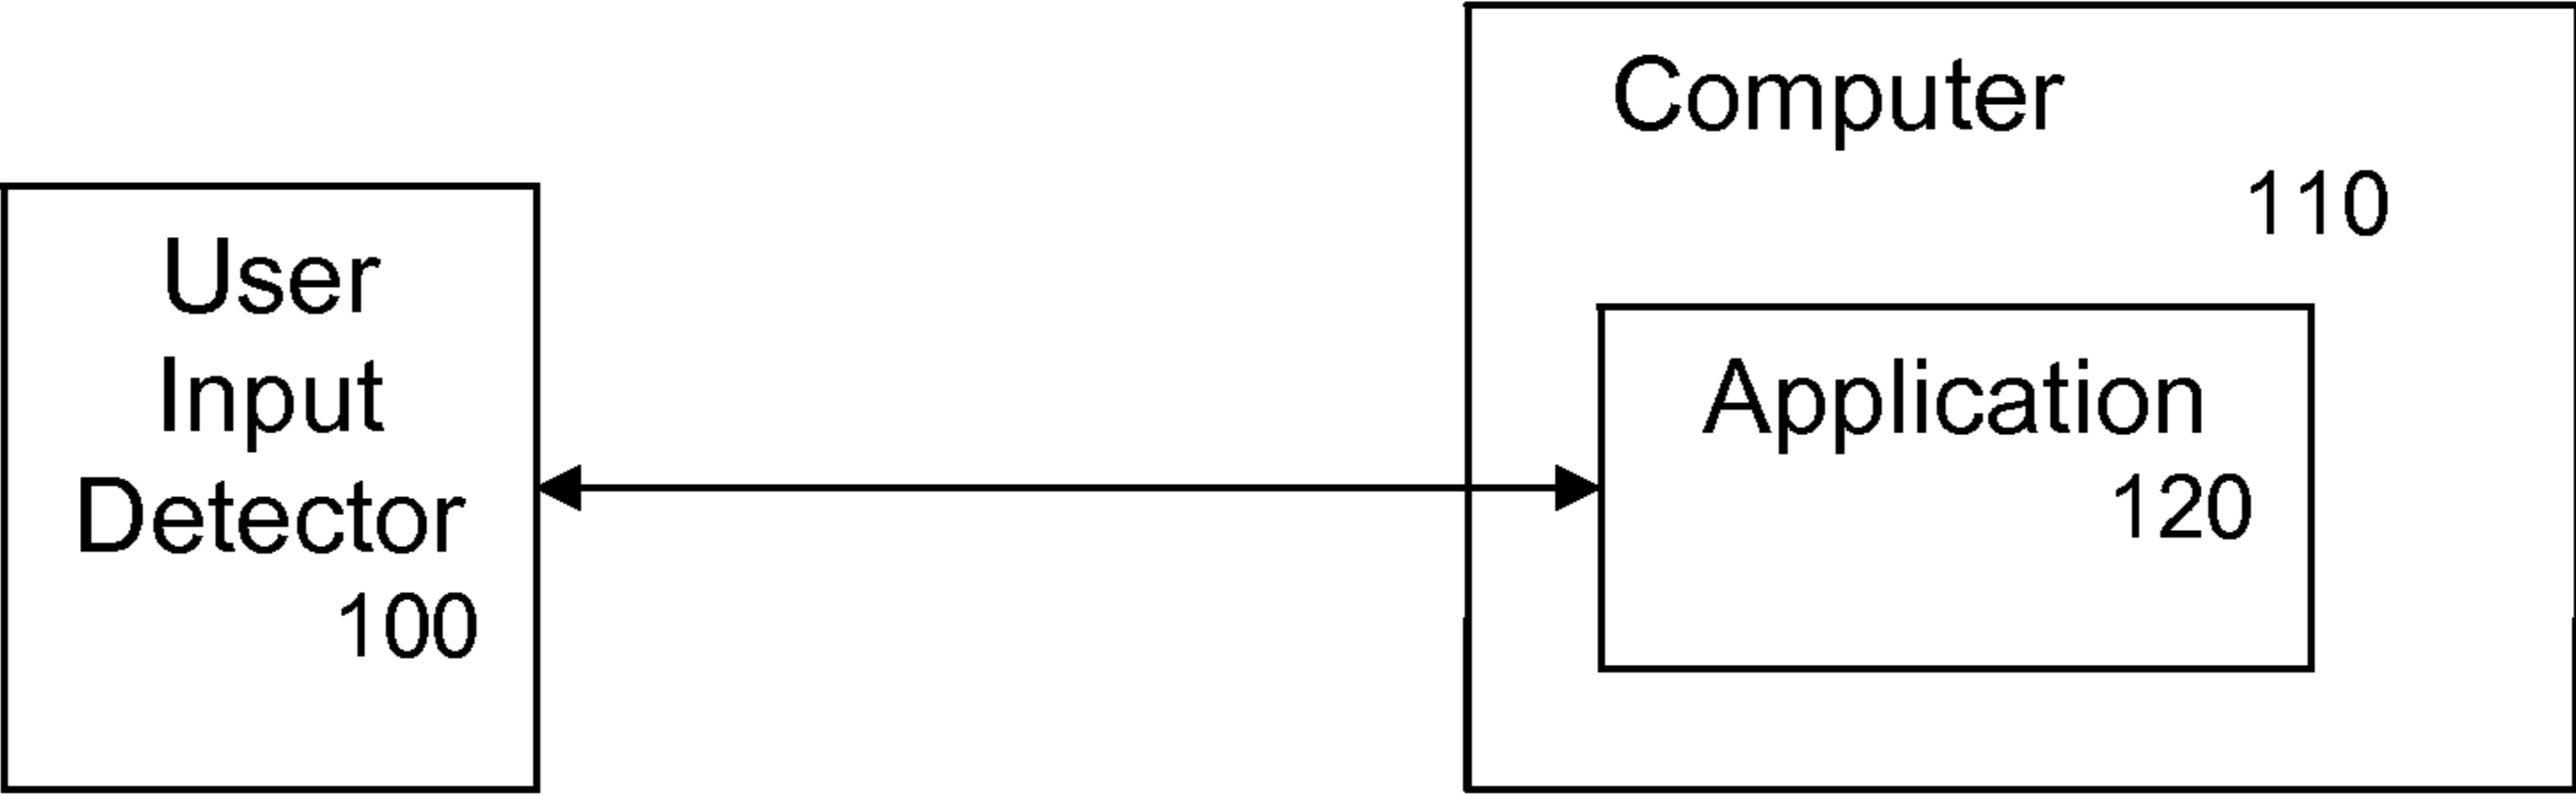 User
Input
Detector
100
Computer
110
Application
120